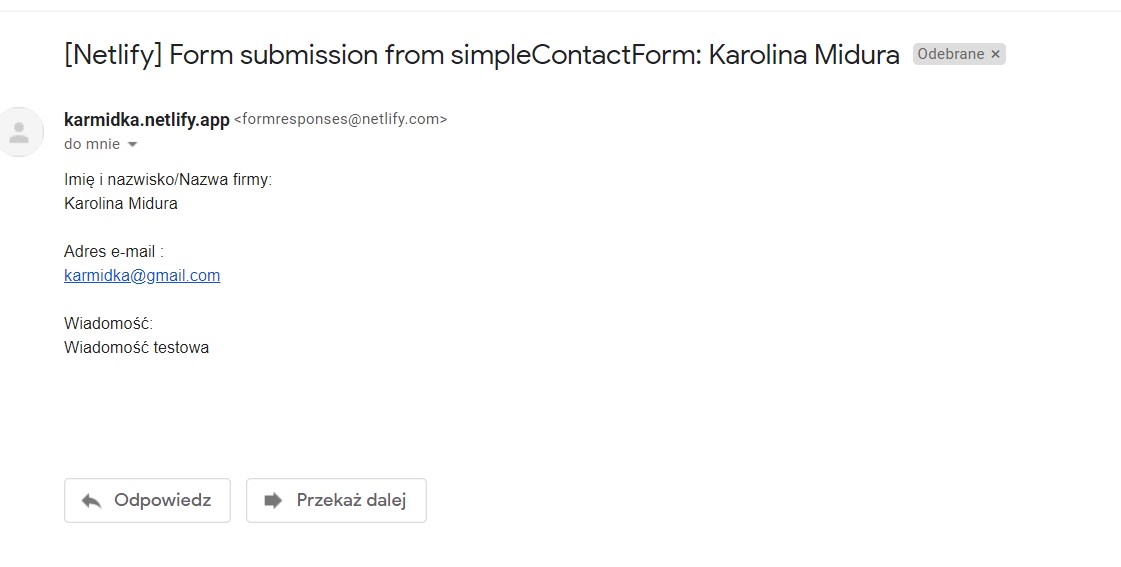 [Netlify] Form submission from simpleContactForm: Karolina Midura Odebrane ×
karmidka.netlify.app <formresponses@netlify.com>
do mnie
Imię i nazwisko/Nazwa firmy:
Karolina Midura
Adres e-mail :
karmidka@gmail.com
Wiadomość:
Wiadomość testowa
Odpowiedz Przekaż dalej